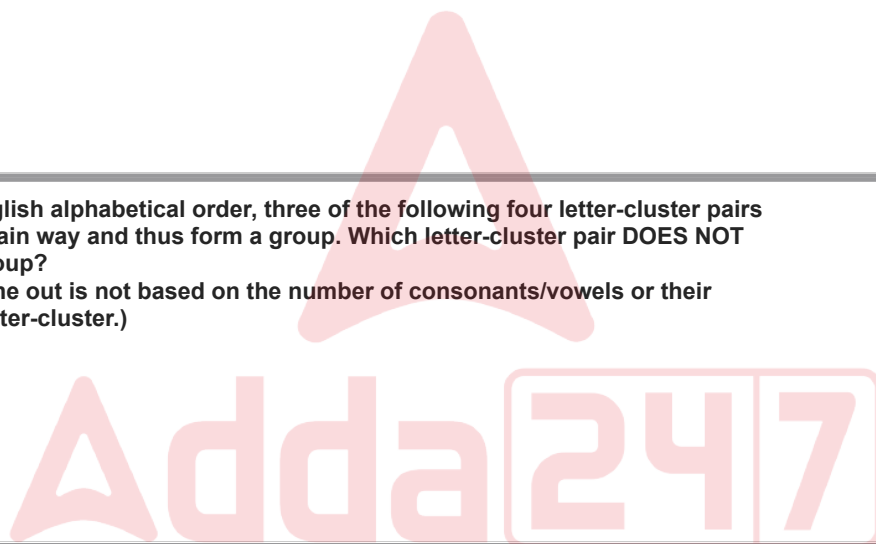 glish alphabetical order, three of the following four letter-cluster pairs
ain way and thus form a group. Which letter-cluster pair DOES NOT
oup?
ne out is not based on the number of consonants/vowels or their
ter-cluster.)
Adda247